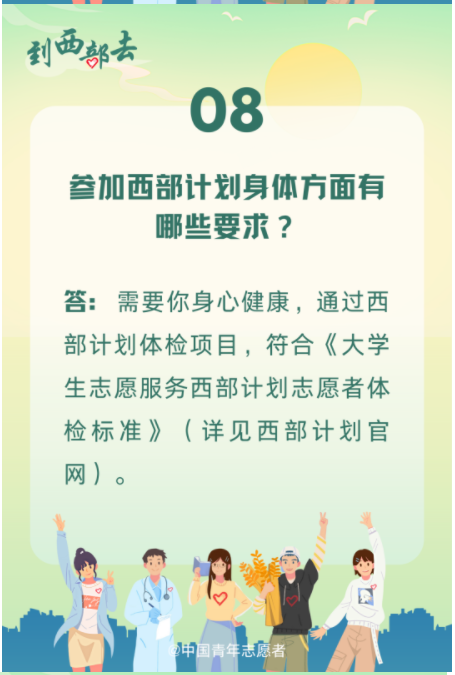 到西部去
08
参加西部计划身体方面有
哪些要求？
答：需要你身心健康，通过西
部计划体检项目，符合《大学
生志愿服务西部计划志愿者体
检标准》（详见西部计划官
网）。
@中国青年志愿者